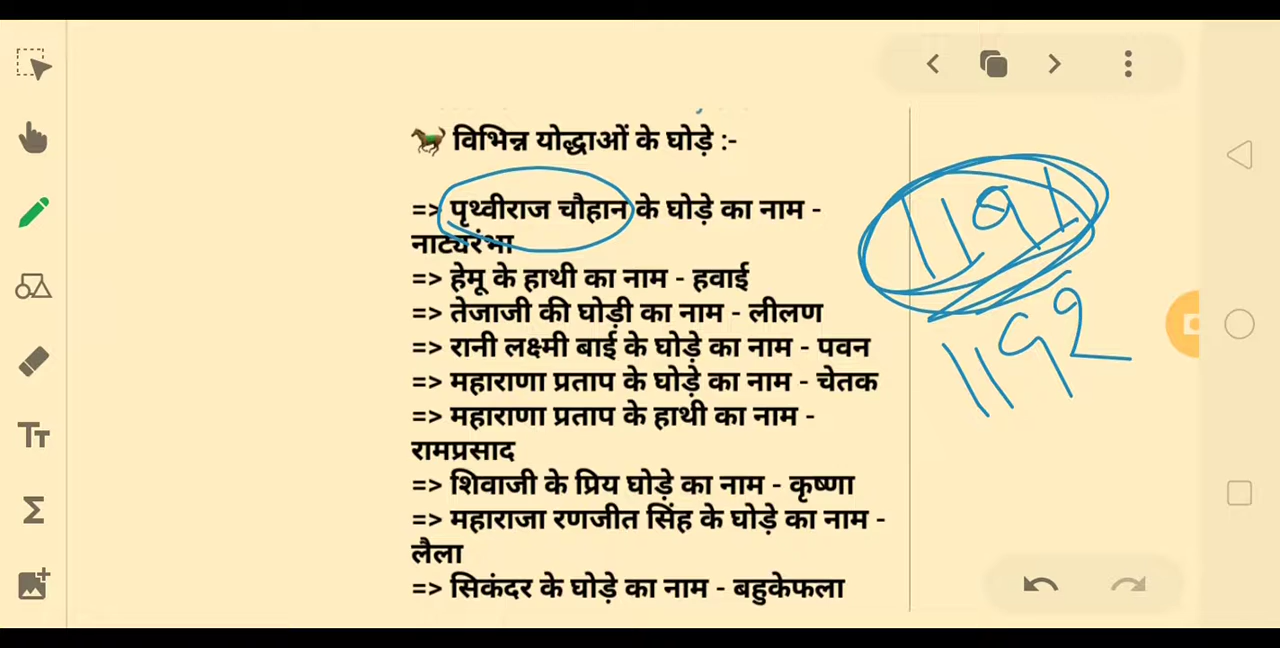 विभिन्न योद्धाओं के घोड़े :-
=> पृथ्वीराज चौहान के घोड़े का नाम -
नाट्यरंभा
=> हेमू के हाथी का नाम - हवाई
=> तेजाजी की घोड़ी का नाम - लीलण
=> रानी लक्ष्मी बाई के घोड़े का नाम - पवन
=> महाराणा प्रताप के घोड़े का नाम - चेतक
=> महाराणा प्रताप के हाथी का नाम -
रामप्रसाद
=> शिवाजी के प्रिय घोड़े का नाम - कृष्णा
=> महाराजा रणजीत सिंह के घोड़े का नाम -
लैला
=> सिकंदर के घोड़े का नाम - बहुकेफला
1191
1192
Tт
Σ